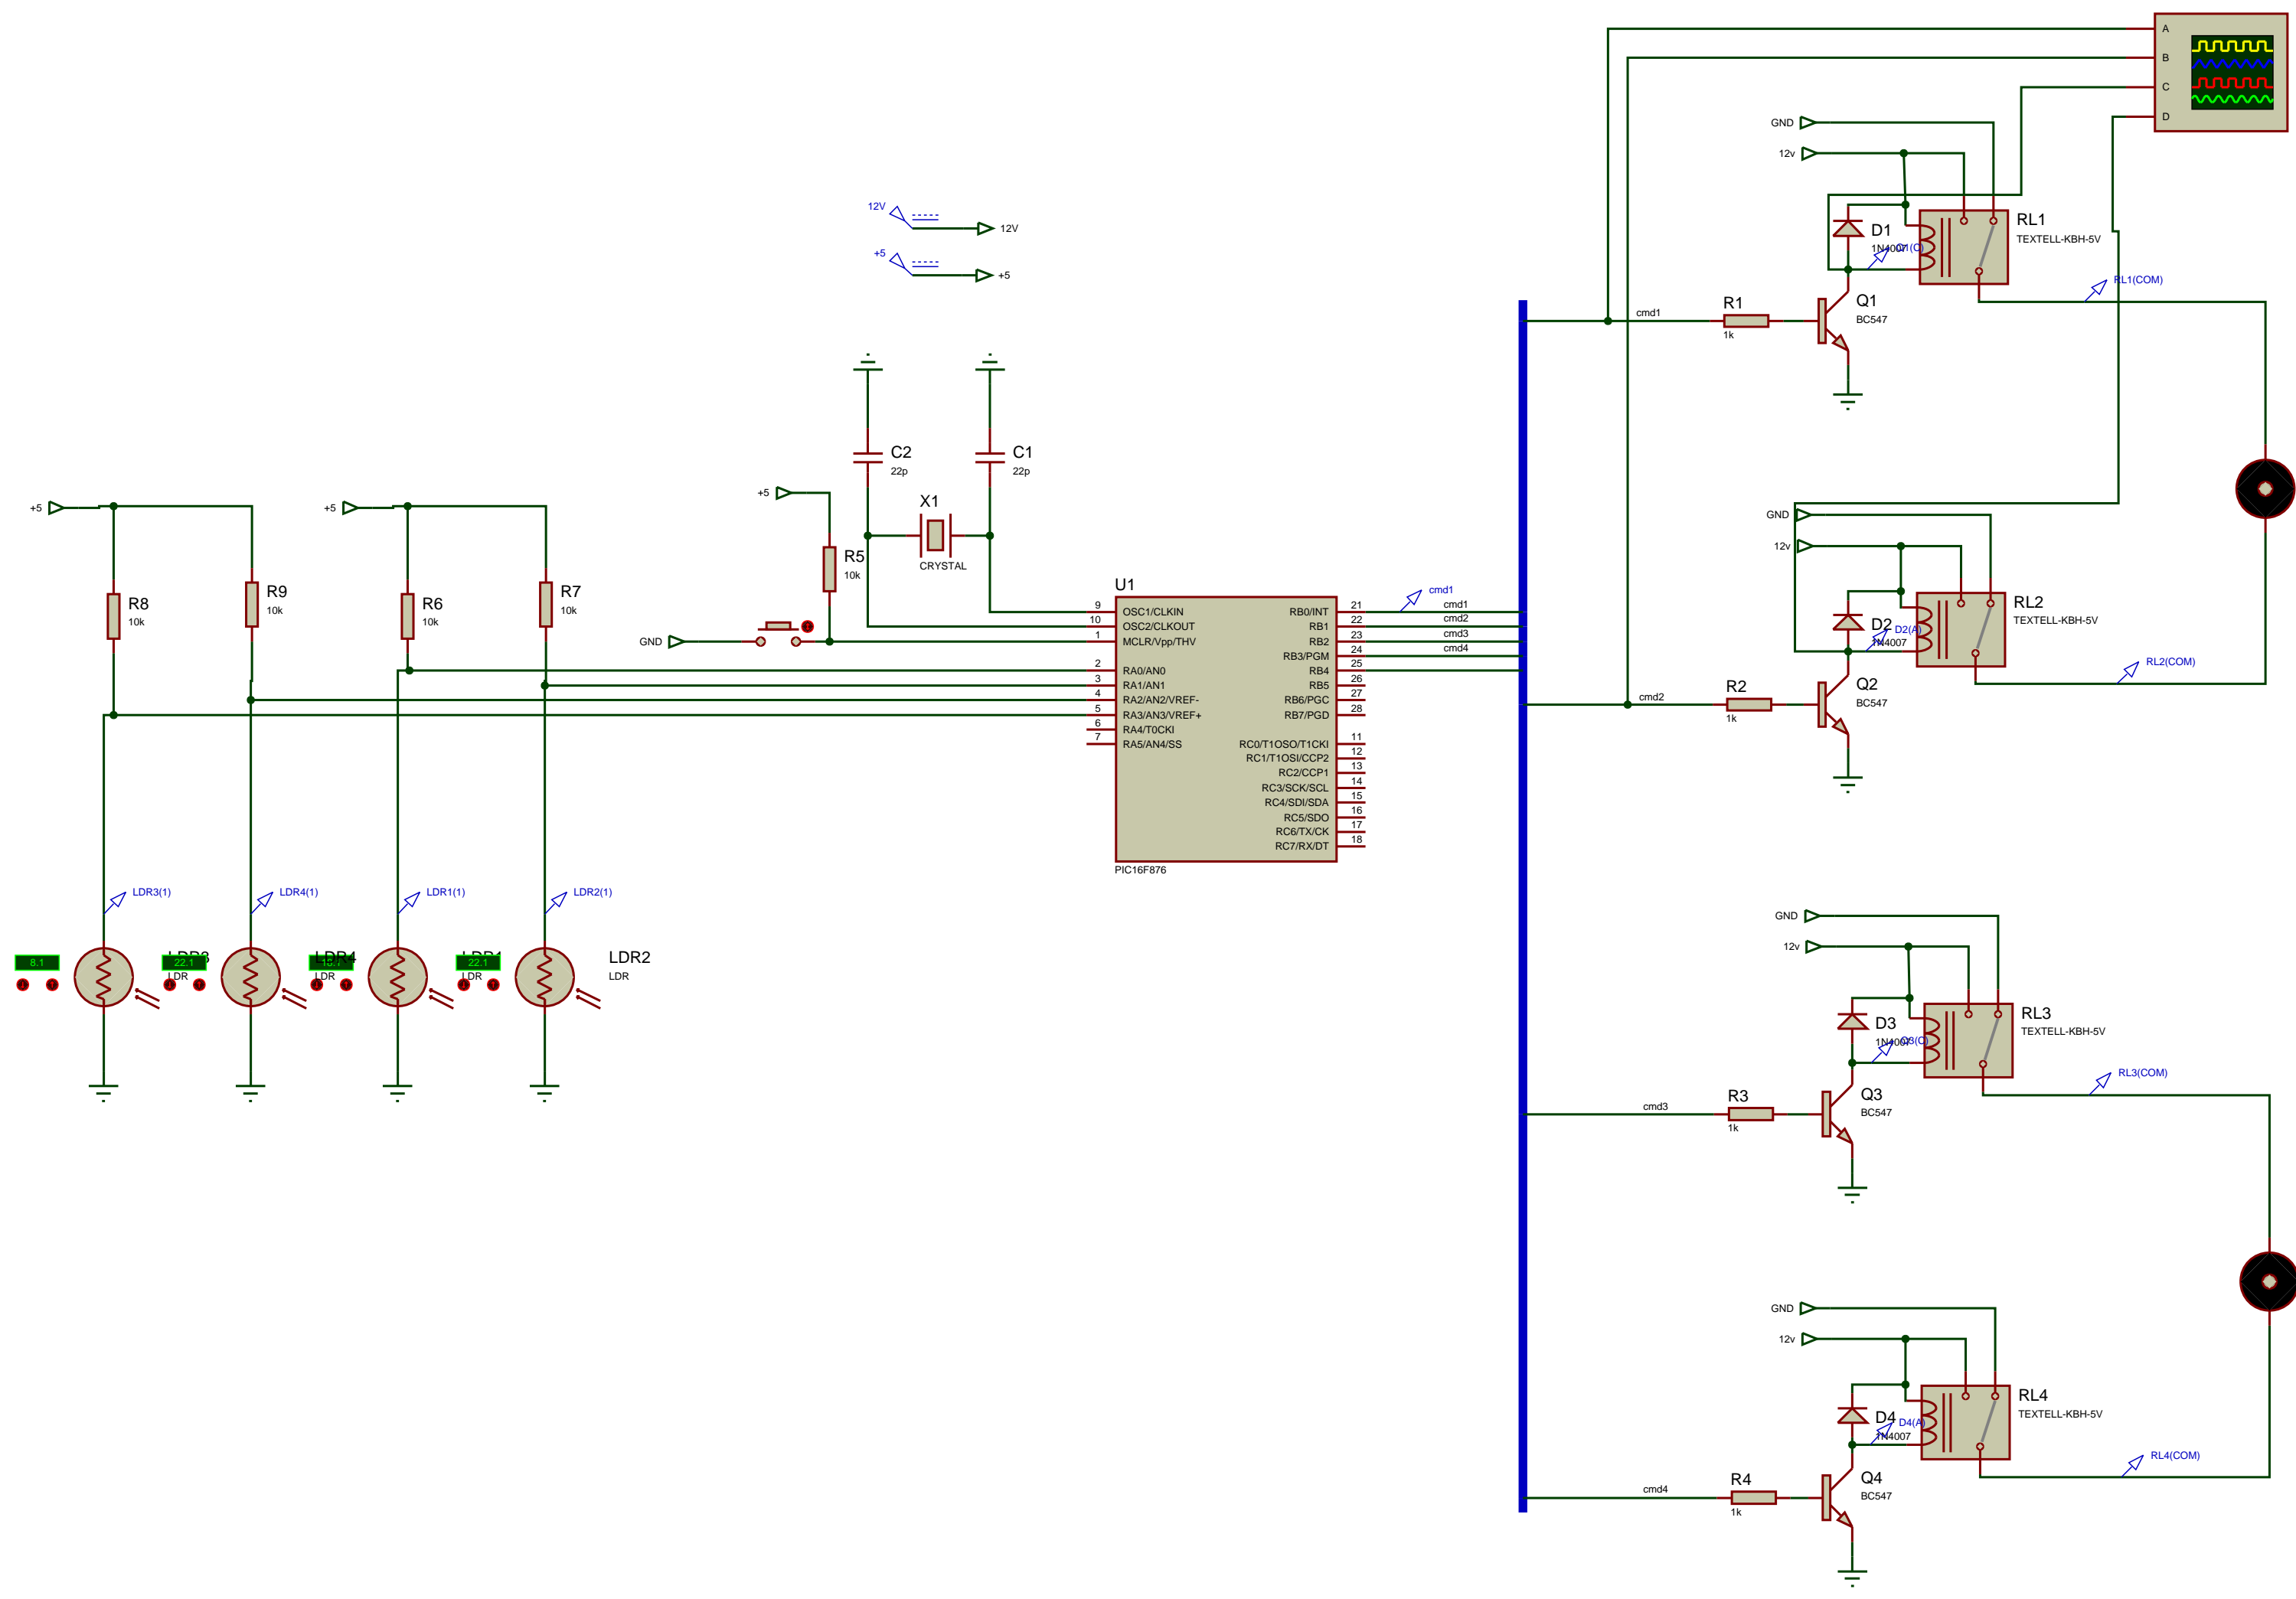 A
B
C
D
GND
12v
D1
RL1
TEXTELL-KBH-5V
RL1(COM)
12V
12V
+5
+5
cmd1
R1
1k
Q1
BC547
C2
22p
C1
22p
X1
CRYSTAL
+5
R5
10k
+5
+5
R8
10k
R9
10k
R6
10k
R7
10k
GND
U1
PIC16F876
9 OSC1/CLKIN
10 OSC2/CLKOUT
1 MCLR/Vpp/THV
2 RA0/AN0
3 RA1/AN1
4 RA2/AN2/VREF-
5 RA3/AN3/VREF+
6 RA4/T0CKI
7 RA5/AN4/SS
RB0/INT 21
RB1 22
RB2 23
RB3/PGM 24
RB4 25
RB5 26
RB6/PGC 27
RB7/PGD 28
RC0/T1OSO/T1CKI 11
RC1/T1OSI/CCP2 12
RC2/CCP1 13
RC3/SCK/SCL 14
RC4/SDI/SDA 15
RC5/SDO 16
RC6/TX/CK 17
RC7/RX/DT 18
cmd1
cmd1
cmd2
cmd3
cmd4
GND
12v
D2
1N4007
D2(A)
RL2
TEXTELL-KBH-5V
RL2(COM)
cmd2
R2
1k
Q2
BC547
LDR3(1)
LDR4(1)
LDR1(1)
LDR2(1)
8.1
22.1
LDR
LDR4
LDR
22.1
LDR
LDR2
LDR
GND
12v
D3
RL3
TEXTELL-KBH-5V
RL3(COM)
cmd3
R3
1k
Q3
BC547
GND
12v
D4
1N4007
D4(A)
RL4
TEXTELL-KBH-5V
RL4(COM)
cmd4
R4
1k
Q4
BC547